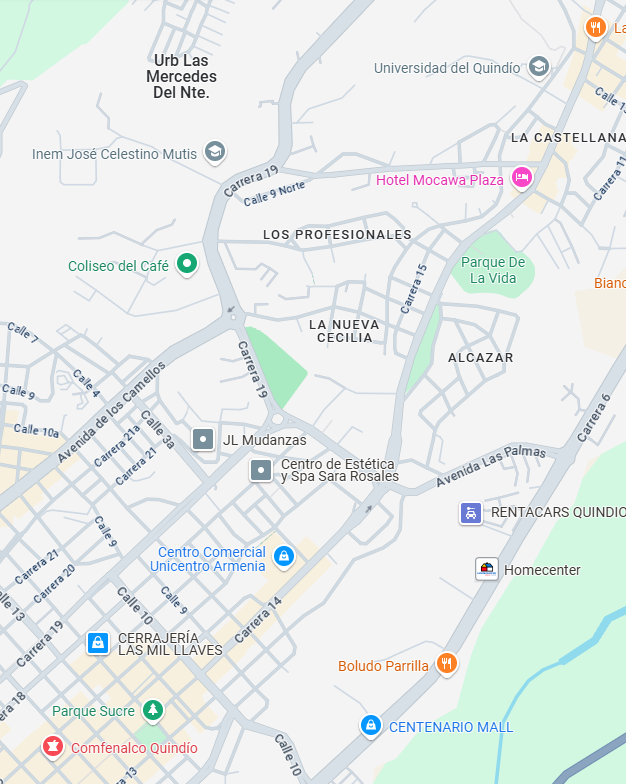 La
Urb Las
Mercedes
Del Nte.
Universidad del Quindío
Calle 13
LA CASTELLANA
Inem José Celestino Mutis
Carrera 19
Calle 9 Norte
Hotel Mocawa Plaza
Carrera 11
LOS PROFESIONALES
Coliseo del Café
Parque De
La Vida
Carrera 15
Bianc
Calle 7
LA NUEVA
CECILIA
ALCAZAR
Carrera 19
Calle 4
Calle 9
Avenida de los Camellos
Calle 3a
Carrera 6
Calle 10a
Carrera 21a
Carrera 21
JL Mudanzas
Centro de Estética
y Spa Sara Rosales
Avenida Las Palmas
RENTACARS QUINDIO
Calle 9
Centro Comercial
Unicentro Armenia
Carrera 21
Carrera 20
Homecenter
Calle 9
Calle 10
alle 13
Carrera 14
Carrera 19
CERRAJERÍA
LAS MIL LLAVES
Boludo Parrilla
era 18
Parque Sucre
CENTENARIO MALL
Comfenalco Quindío
Calle 10
13